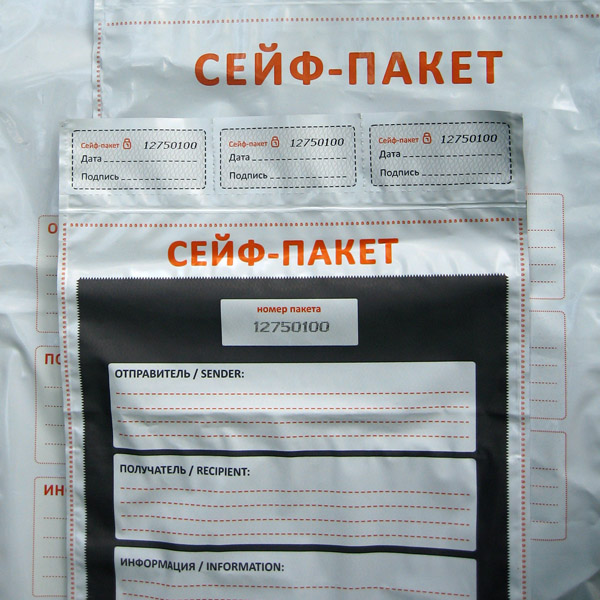 СЕЙФ-ПАКЕТ
Сейф-пакет 12750100
Дата
Подпись
Сейф-пакет 12750100
Дата
Подпись
Сейф-пакет 12750100
Дата
Подпись
СЕЙФ-ПАКЕТ
номер пакета
12750100
ОТПРАВИТЕЛЬ / SENDER:
ПОЛУЧАТЕЛЬ / RECIPIENT:
ИНФОРМАЦИЯ / INFORMATION: